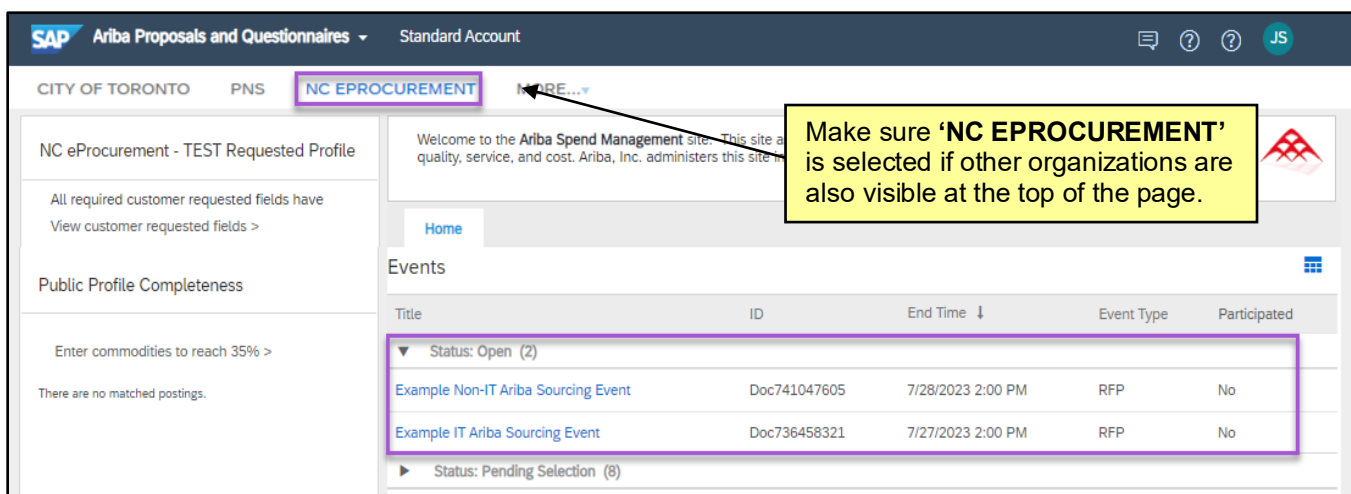 SAP Ariba Proposals and Questionnaires Standard Account JS
CITY OF TORONTO PNS NC EPROCUREMENT MORE...
NC eProcurement - TEST Requested Profile
All required customer requested fields have
View customer requested fields >
Public Profile Completeness
Enter commodities to reach 35% >
There are no matched postings.
Welcome to the Ariba Spend Management site. This site a
quality, service, and cost. Ariba, Inc. administers this site in
Make sure ‘NC EPROCUREMENT’
is selected if other organizations are
also visible at the top of the page.
Home
Events
Title ID End Time ↓ Event Type Participated
▼ Status: Open (2)
Example Non-IT Ariba Sourcing Event Doc741047605 7/28/2023 2:00 PM RFP No
Example IT Ariba Sourcing Event Doc736458321 7/27/2023 2:00 PM RFP No
► Status: Pending Selection (8)